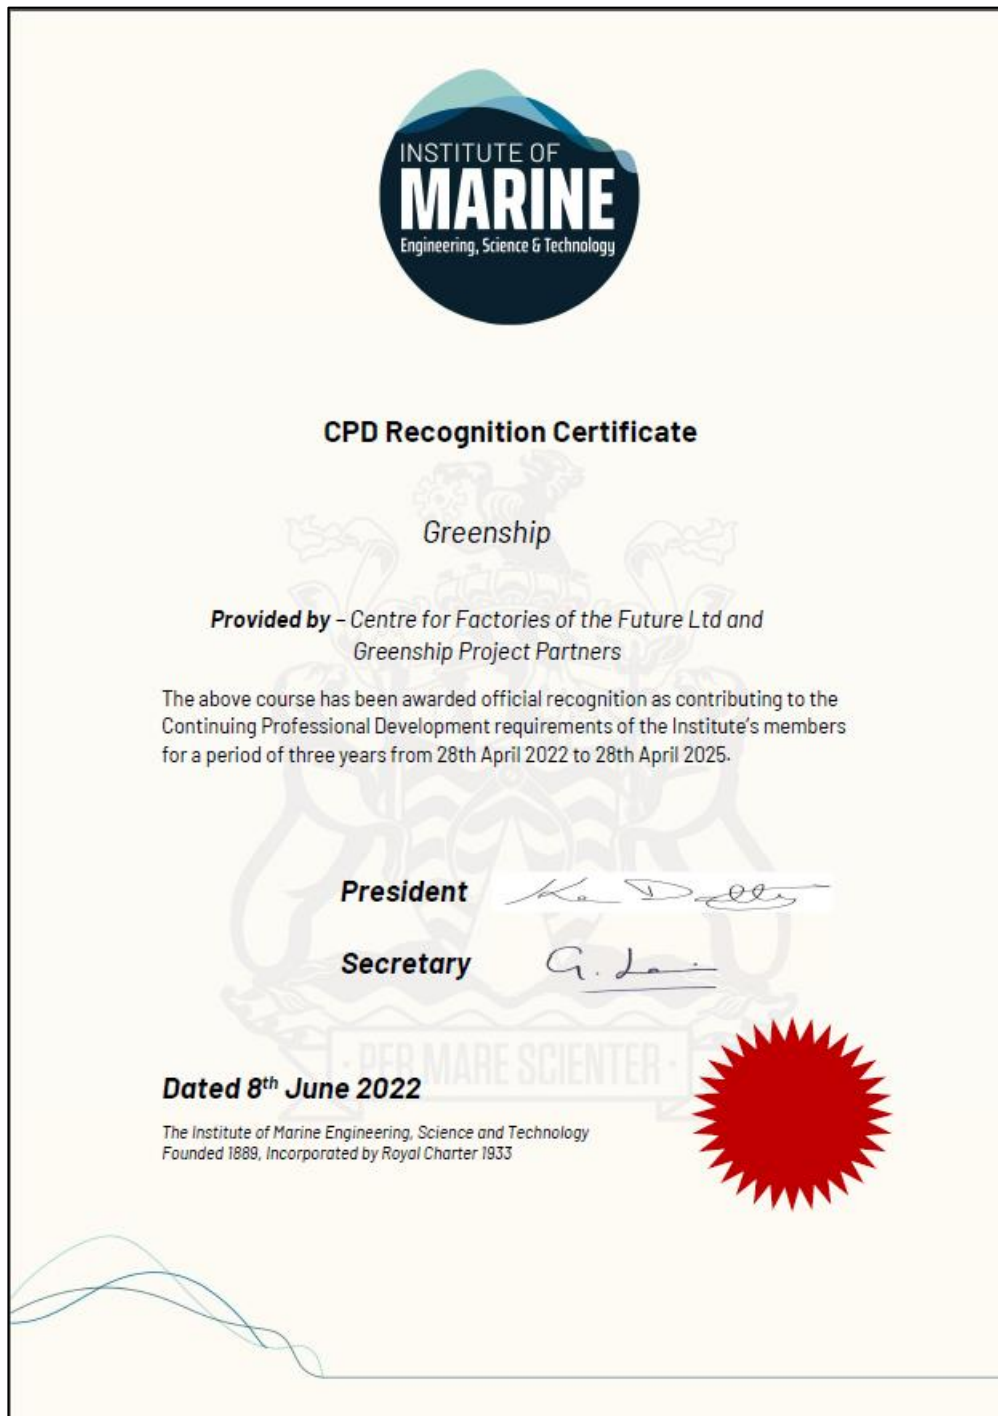 INSTITUTE OF
MARINE
Engineering, Science & Technology
CPD Recognition Certificate
Greenship
Provided by – Centre for Factories of the Future Ltd and
Greenship Project Partners
The above course has been awarded official recognition as contributing to the
Continuing Professional Development requirements of the Institute's members
for a period of three years from 28th April 2022 to 28th April 2025.
President
Secretary
· PER MARE SCIENTER ·
Dated 8th June 2022
The Institute of Marine Engineering, Science and Technology
Founded 1889, Incorporated by Royal Charter 1933